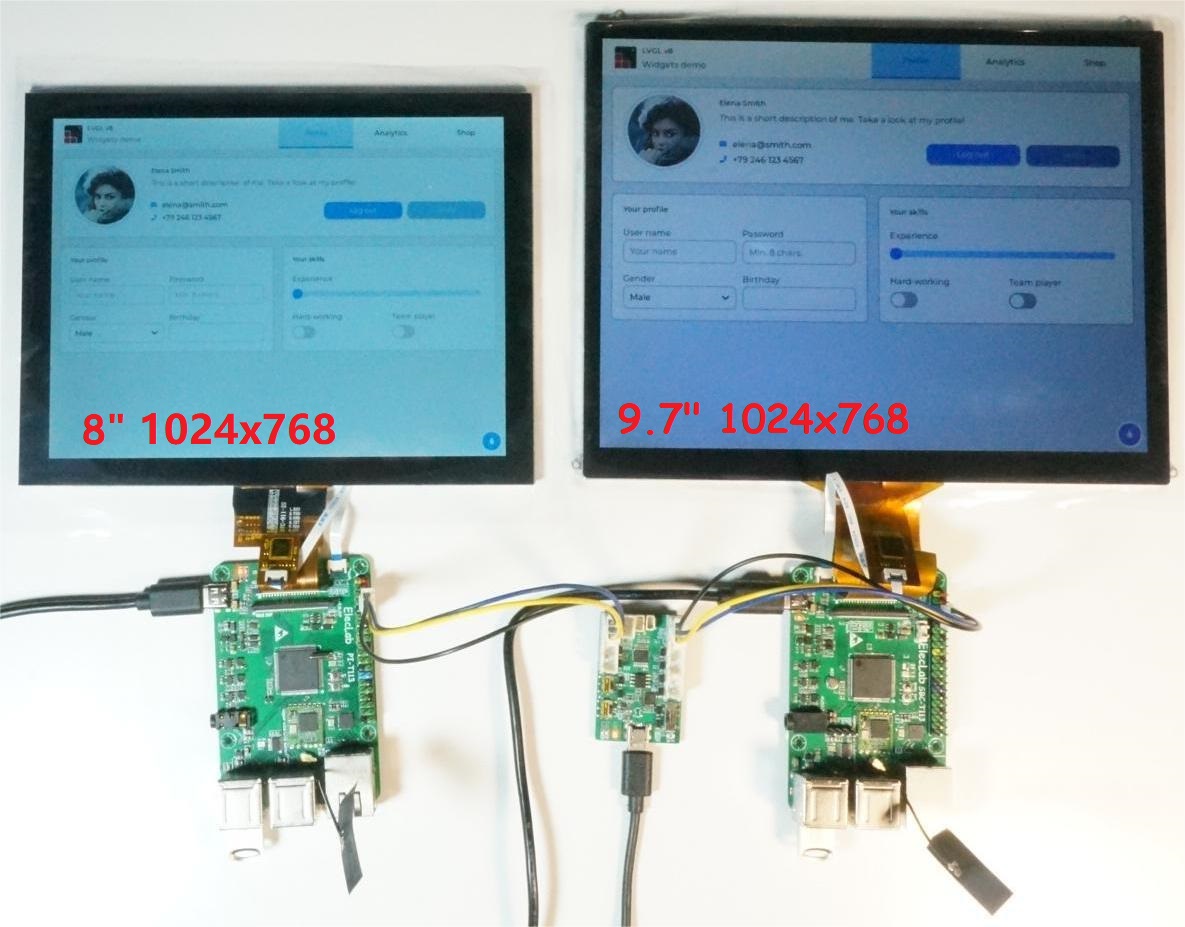 LVGL v8
Widgets demo
Profile
Analytics
Shop
Elena Smith
This is a short description of me. Take a look at my profile!
elena@smith.com
+79 246 123 4567
Log out
Your profile
User name
Password
Your name
Min. 8 chars.
Gender
Birthday
Male
Your skills
Experience
Hard-working
Team player
8" 1024x768
LVGL v8
Widgets demo
Profile
Analytics
Shop
Elena Smith
This is a short description of me. Take a look at my profile!
elena@smith.com
+79 246 123 4567
Log out
Your profile
User name
Password
Your name
Min. 8 chars.
Gender
Birthday
Male
Your skills
Experience
Hard-working
Team player
9.7" 1024x768
ElecLab PI-T113
ElecLab SBC-T113